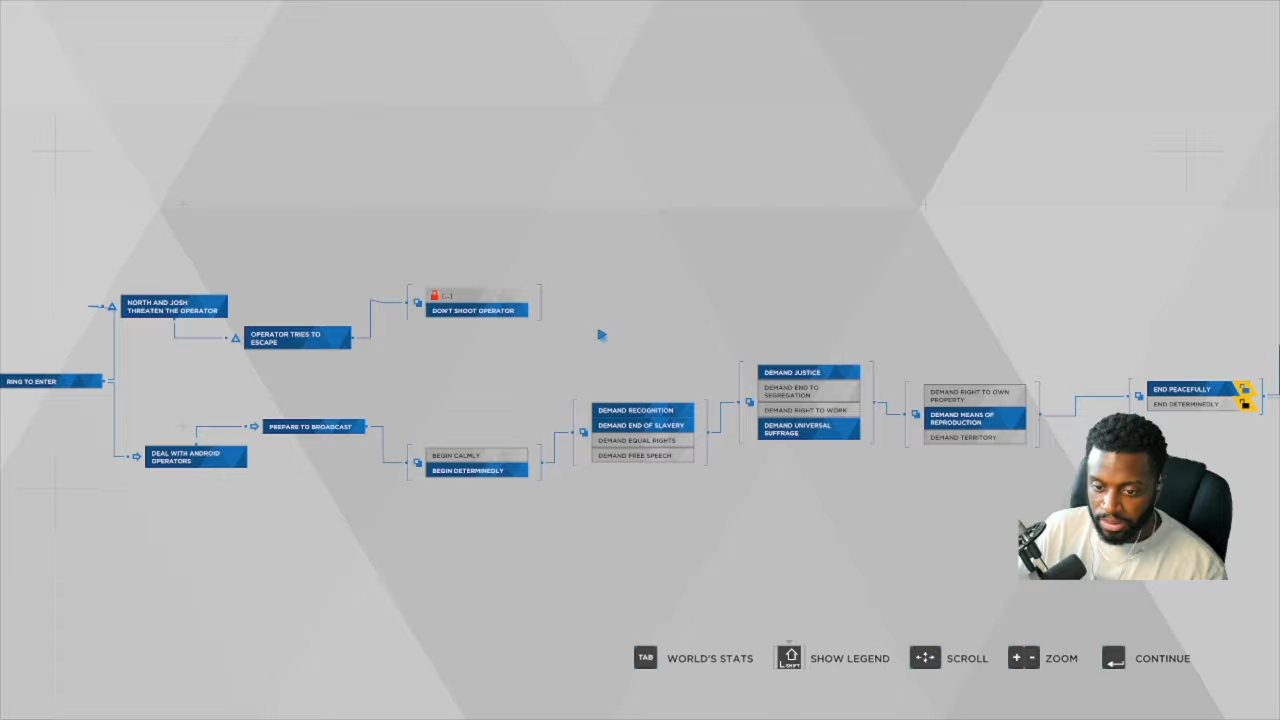 NORTH AND JOSH
THREATEN THE OPERATOR
OPERATOR TRIES TO
ESCAPE
[...]
DON'T SHOOT OPERATOR
RING TO ENTER
DEAL WITH ANDROID
OPERATORS
PREPARE TO BROADCAST
BEGIN CALMLY
BEGIN DETERMINEDLY
DEMAND RECOGNITION
DEMAND END OF SLAVERY
DEMAND EQUAL RIGHTS
DEMAND FREE SPEECH
DEMAND JUSTICE
DEMAND END TO
SEGREGATION
DEMAND RIGHT TO WORK
DEMAND UNIVERSAL
SUFFRAGE
DEMAND RIGHT TO OWN
PROPERTY
DEMAND MEANS OF
REPRODUCTION
DEMAND TERRITORY
END PEACEFULLY
END DETERMINEDLY
TAB WORLD'S STATS
L SHIFT SHOW LEGEND
SCROLL
+ - ZOOM
CONTINUE